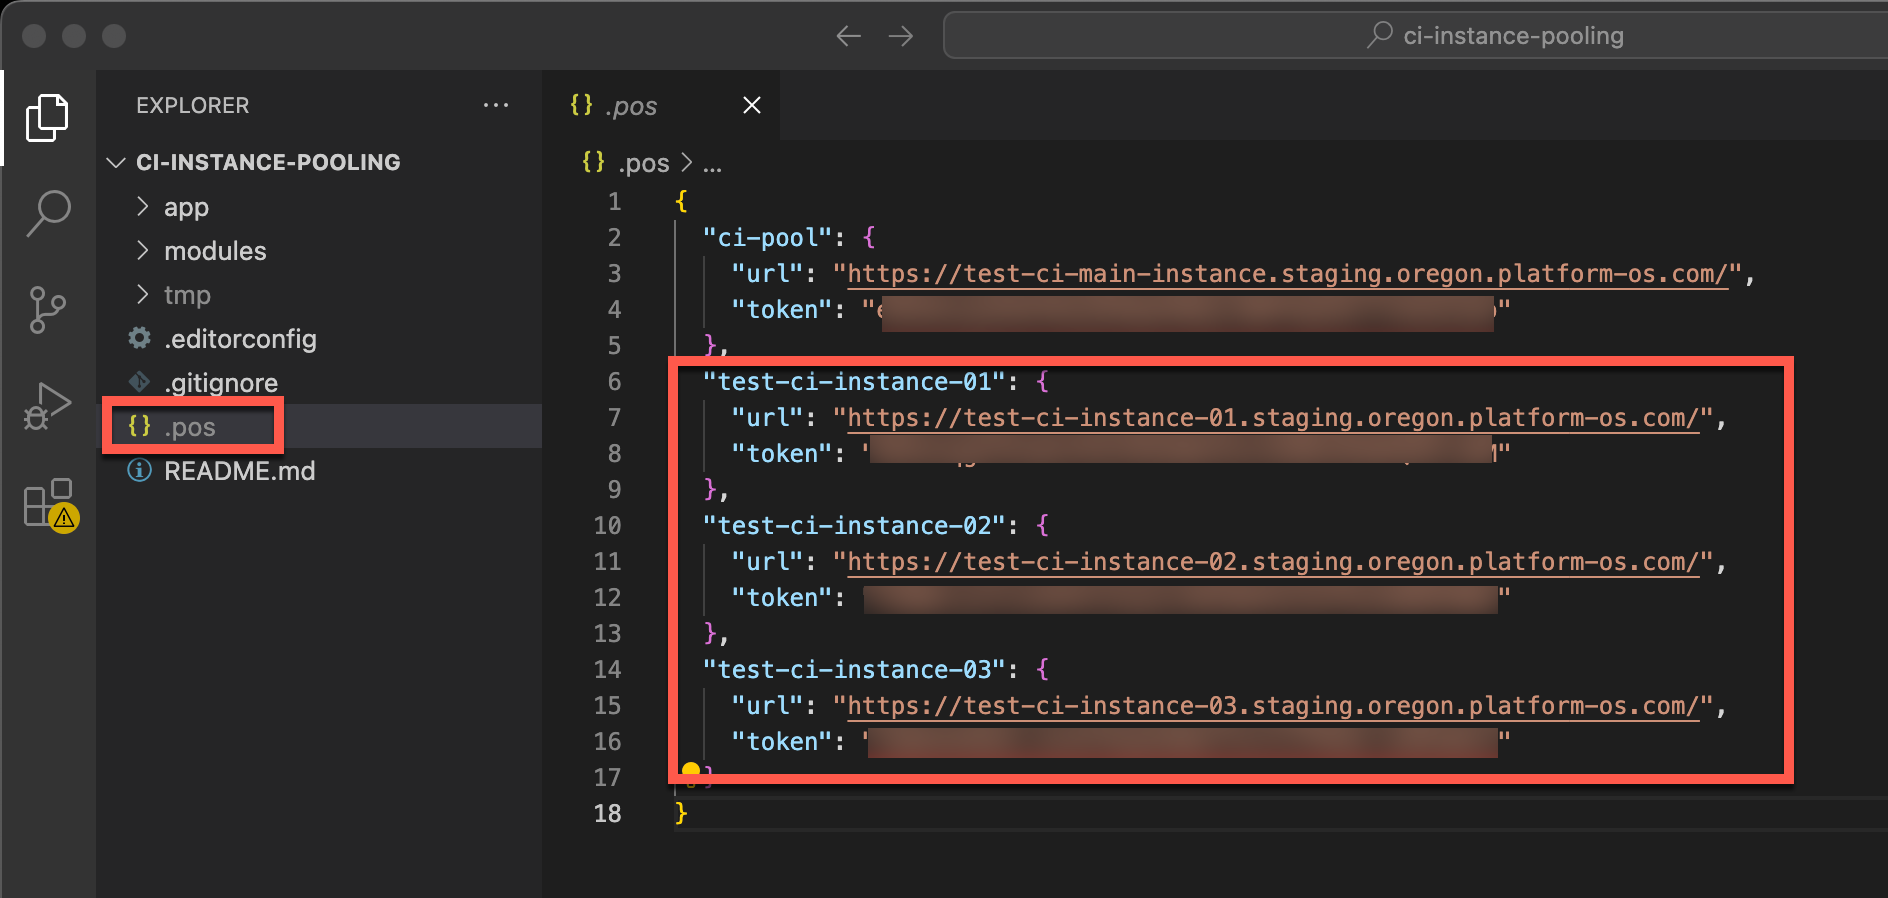 ci-instance-pooling
EXPLORER ...
{} .pos ×
CI-INSTANCE-POOLING
app
modules
tmp
.editorconfig
.gitignore
{} .pos
README.md
{} .pos > ...
1 {
2 "ci-pool": {
3 "url": "https://test-ci-main-instance.staging.oregon.platform-os.com/",
4 "token": "
5 },
6 "test-ci-instance-01": {
7 "url": "https://test-ci-instance-01.staging.oregon.platform-os.com/",
8 "token": "
9 },
10 "test-ci-instance-02": {
11 "url": "https://test-ci-instance-02.staging.oregon.platform-os.com/",
12 "token": "
13 },
14 "test-ci-instance-03": {
15 "url": "https://test-ci-instance-03.staging.oregon.platform-os.com/",
16 "token": " "
17 }
18 }